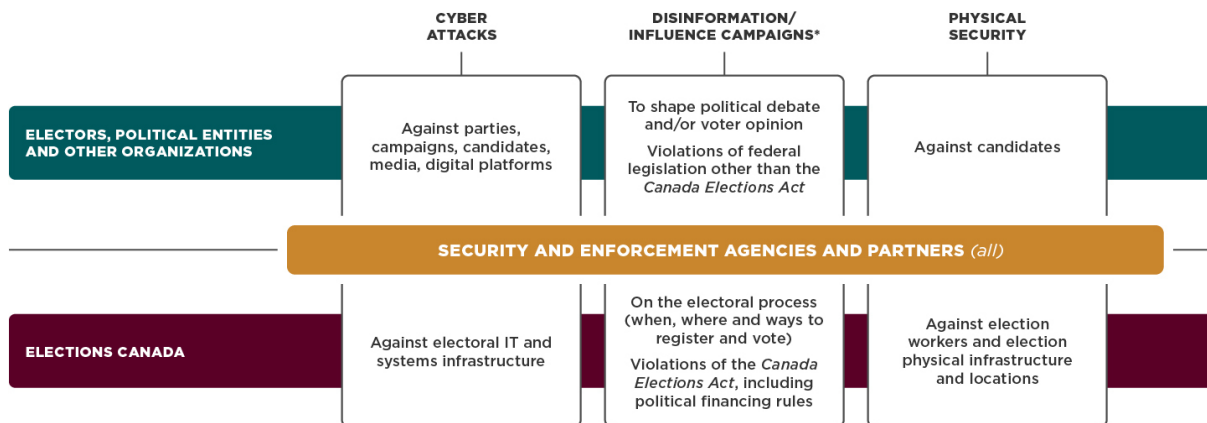 CYBER
ATTACKS
DISINFORMATION/
INFLUENCE CAMPAIGNS*
PHYSICAL
SECURITY
ELECTORS, POLITICAL ENTITIES
AND OTHER ORGANIZATIONS
Against parties,
campaigns, candidates,
media, digital platforms
To shape political debate
and/or voter opinion
Violations of federal
legislation other than the
Canada Elections Act
Against candidates
SECURITY AND ENFORCEMENT AGENCIES AND PARTNERS (all)
ELECTIONS CANADA
Against electoral IT and
systems infrastructure
On the electoral process
(when, where and ways to
register and vote)
Violations of the Canada
Elections Act, including
political financing rules
Against election
workers and election
physical infrastructure
and locations